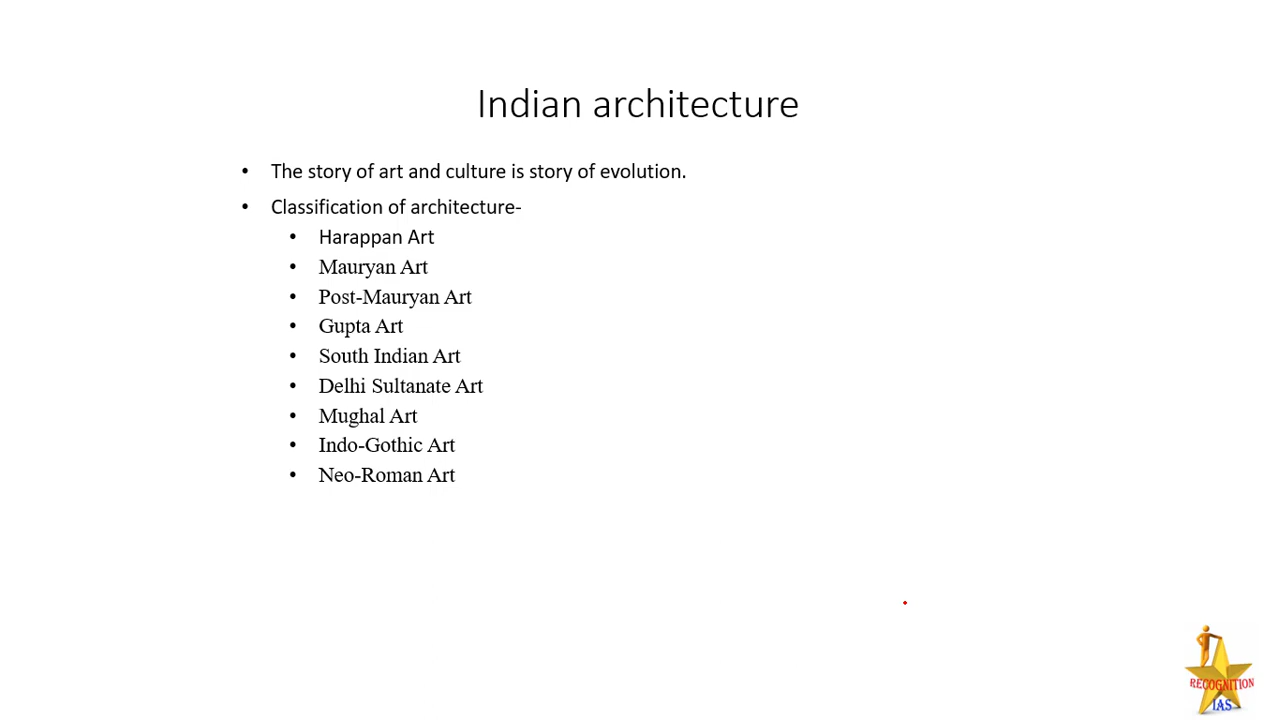 Indian architecture
• The story of art and culture is story of evolution.
• Classification of architecture-
• Harappan Art
• Mauryan Art
• Post-Mauryan Art
• Gupta Art
• South Indian Art
• Delhi Sultanate Art
• Mughal Art
• Indo-Gothic Art
• Neo-Roman Art
RECOGNITION
IAS